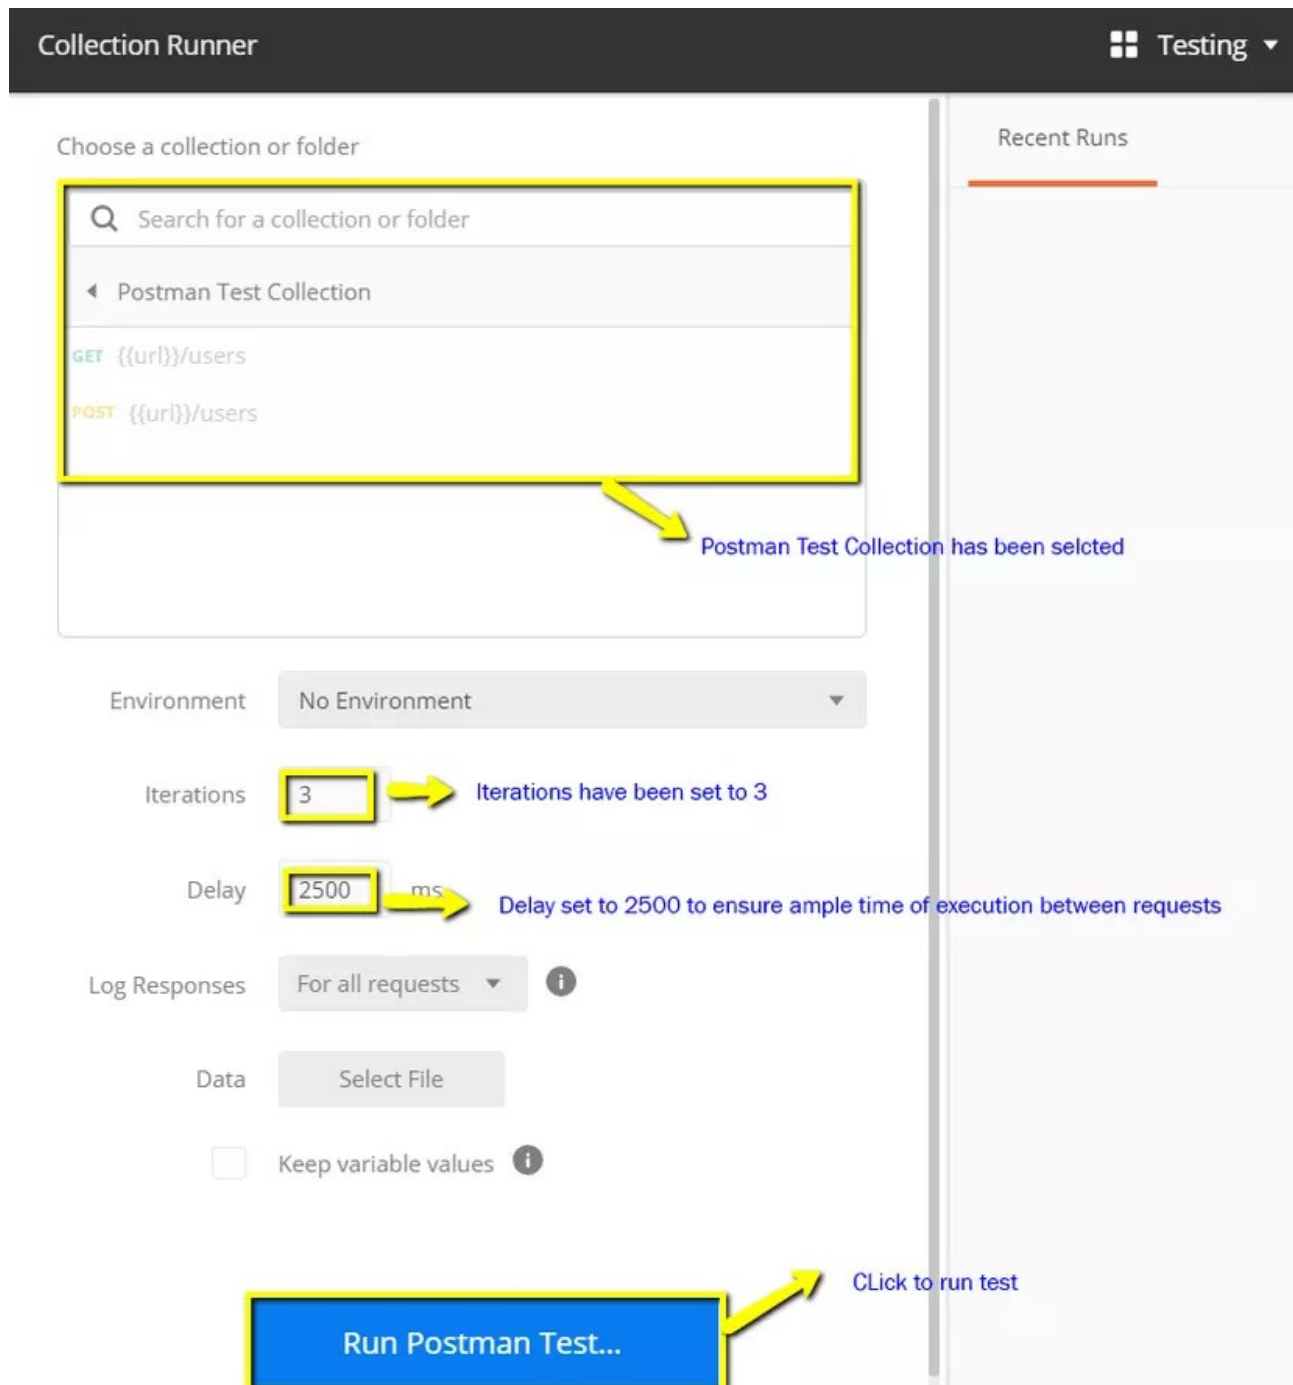 Collection Runner
Testing
Choose a collection or folder
Recent Runs
Search for a collection or folder
Postman Test Collection
GET {{url}}/users
POST {{url}}/users
Postman Test Collection has been selcted
Environment No Environment
Iterations 3 Iterations have been set to 3
Delay 2500 ms Delay set to 2500 to ensure ample time of execution between requests
Log Responses For all requests
Data Select File
Keep variable values
CLick to run test
Run Postman Test...